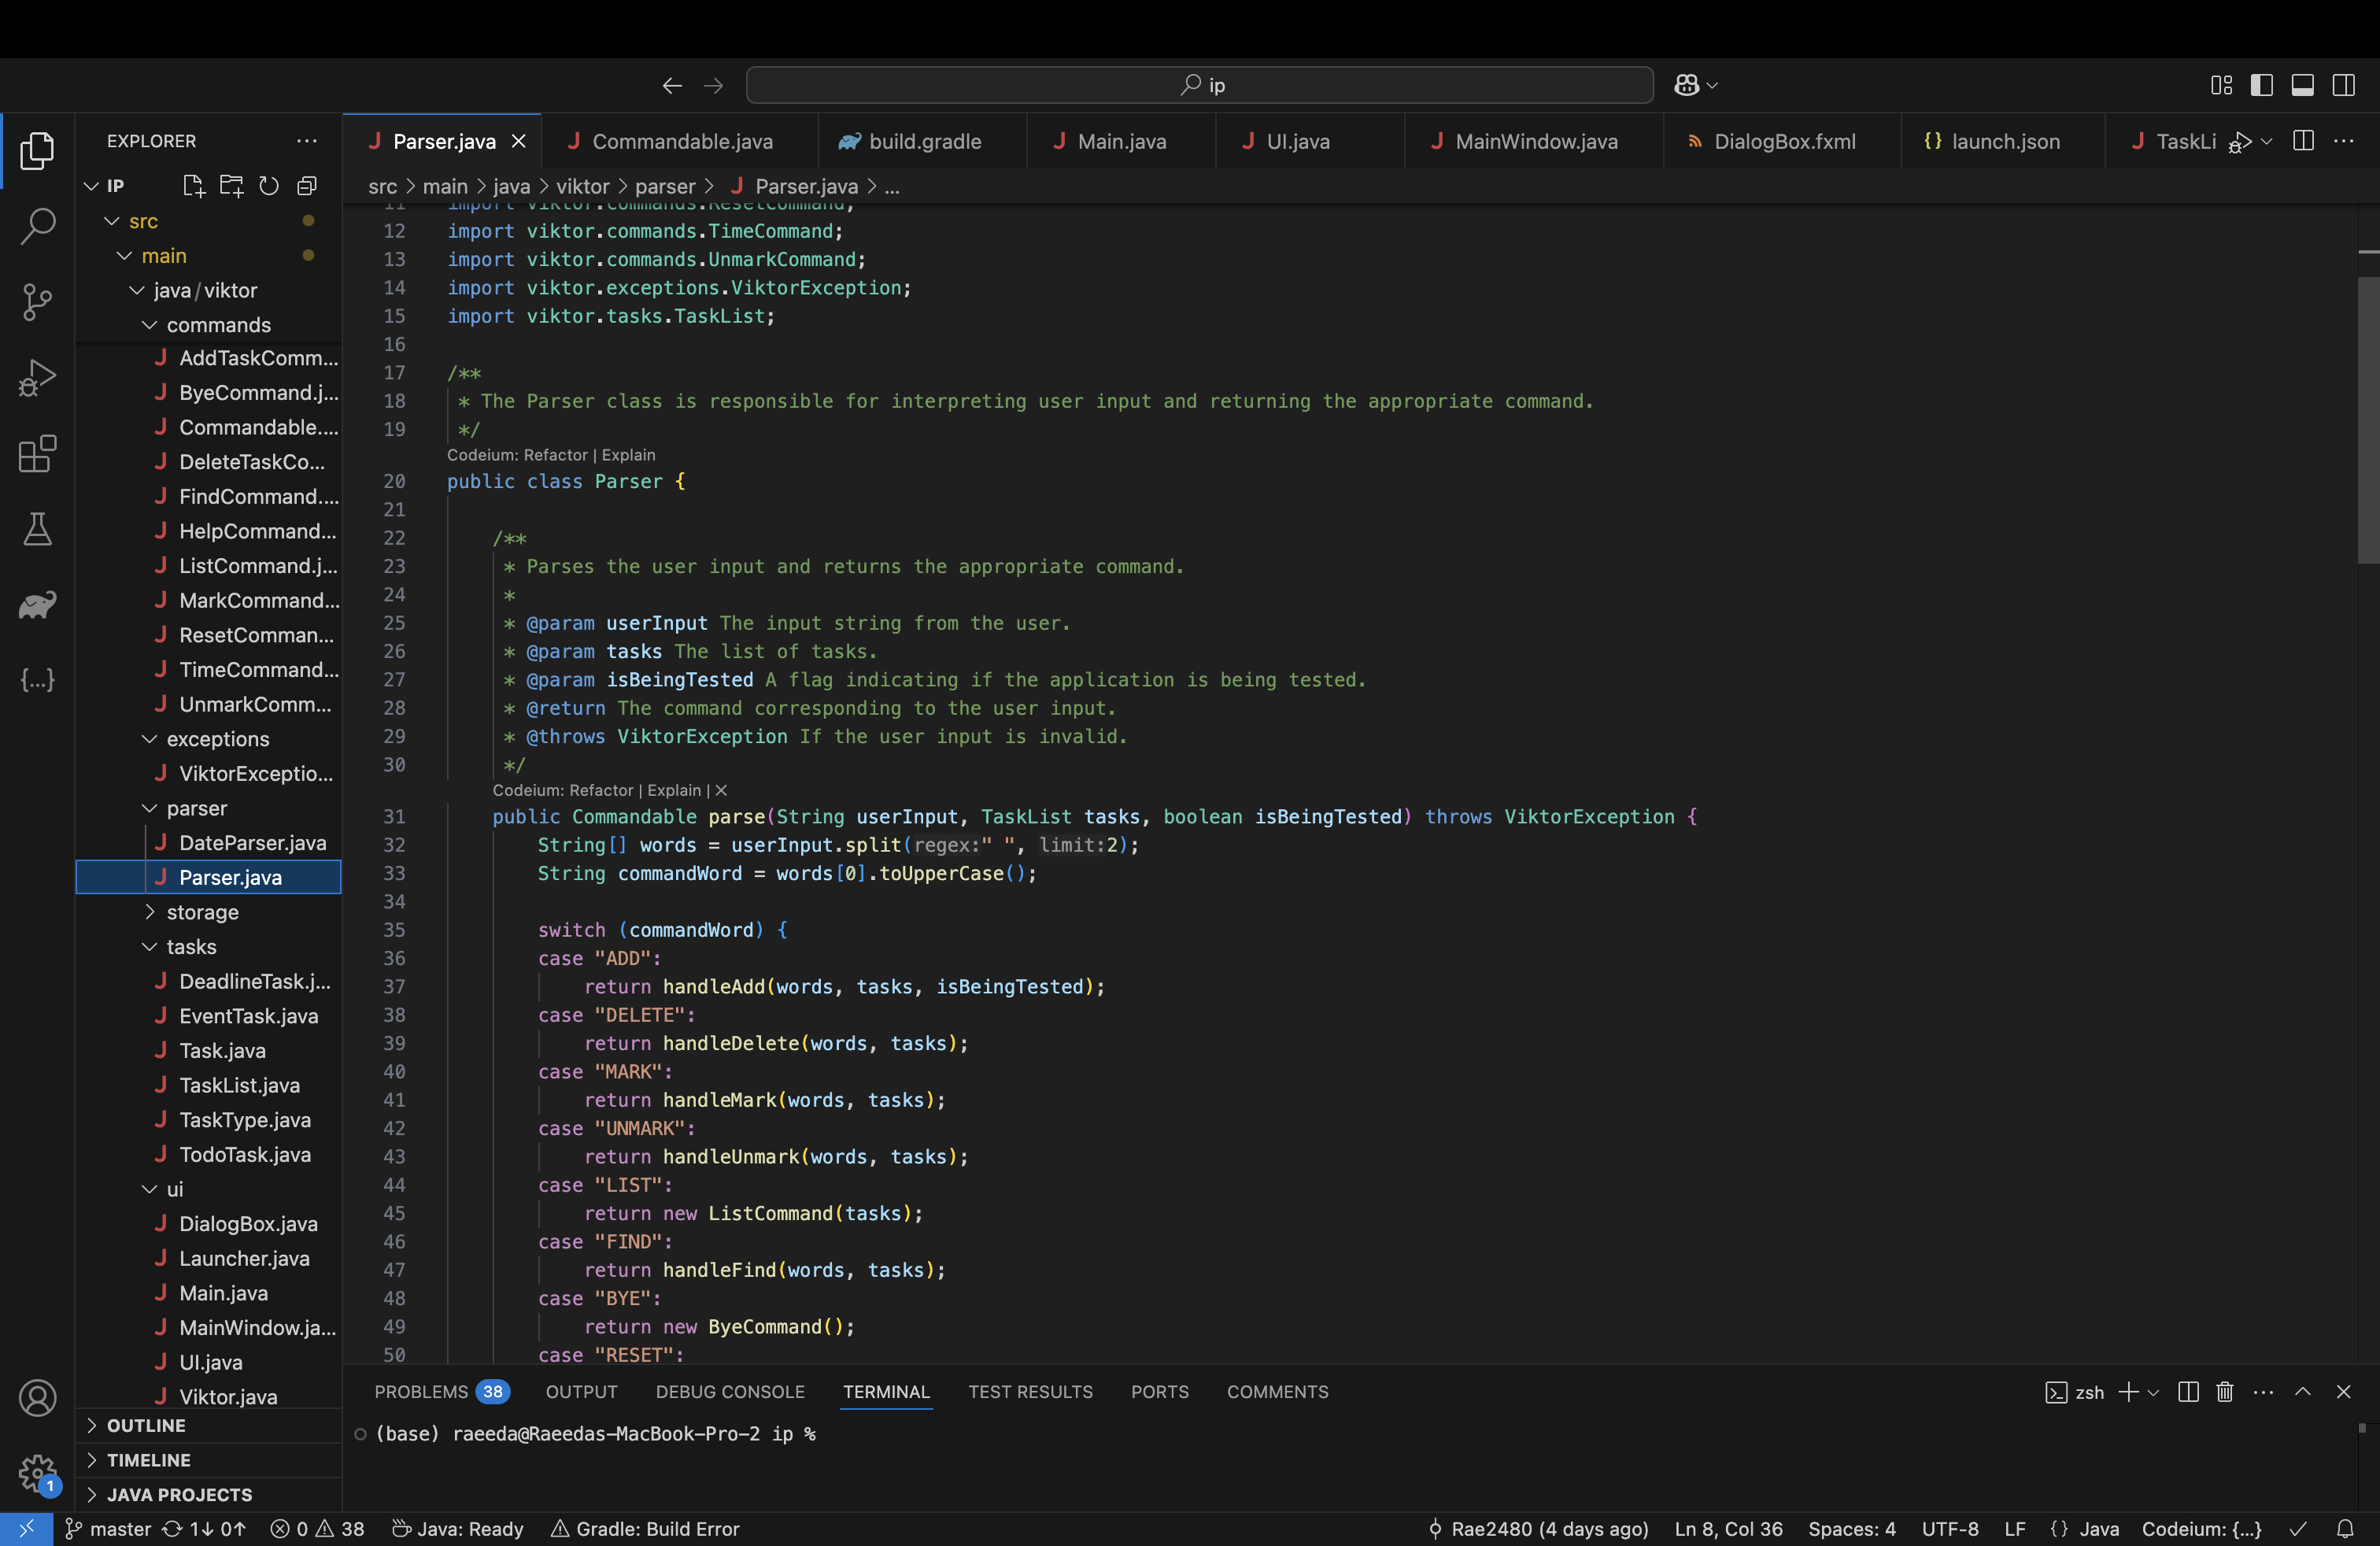 ip
EXPLORER
Parser.java
Commandable.java
build.gradle
Main.java
UI.java
MainWindow.java
DialogBox.fxml
{} launch.json
TaskLi
IP
src > main > java > viktor > parser > Parser.java > ...
src
main
java/viktor
commands
AddTaskComm...
ByeCommand.j...
Commandable....
DeleteTaskCo...
FindCommand....
HelpCommand...
ListCommand.j...
MarkCommand...
ResetComman...
TimeCommand...
UnmarkComm...
exceptions
ViktorExceptio...
parser
DateParser.java
Parser.java
storage
tasks
DeadlineTask.j...
EventTask.java
Task.java
TaskList.java
TaskType.java
TodoTask.java
ui
DialogBox.java
Launcher.java
Main.java
MainWindow.ja...
UI.java
Viktor.java
OUTLINE
TIMELINE
JAVA PROJECTS
11 import viktor.commands.ResetCommand;
12 import viktor.commands.TimeCommand;
13 import viktor.commands.UnmarkCommand;
14 import viktor.exceptions.ViktorException;
15 import viktor.tasks.TaskList;
16
17 /**
18 * The Parser class is responsible for interpreting user input and returning the appropriate command.
19 */
Codeium: Refactor | Explain
20 public class Parser {
21
22 /**
23 * Parses the user input and returns the appropriate command.
24 *
25 * @param userInput The input string from the user.
26 * @param tasks The list of tasks.
27 * @param isBeingTested A flag indicating if the application is being tested.
28 * @return The command corresponding to the user input.
29 * @throws ViktorException If the user input is invalid.
30 */
Codeium: Refactor | Explain | X
31 public Commandable parse(String userInput, TaskList tasks, boolean isBeingTested) throws ViktorException {
32 String[] words = userInput.split(regex:" ", limit:2);
33 String commandWord = words[0].toUpperCase();
34
35 switch (commandWord) {
36 case "ADD":
37 return handleAdd(words, tasks, isBeingTested);
38 case "DELETE":
39 return handleDelete(words, tasks);
40 case "MARK":
41 return handleMark(words, tasks);
42 case "UNMARK":
43 return handleUnmark(words, tasks);
44 case "LIST":
45 return new ListCommand(tasks);
46 case "FIND":
47 return handleFind(words, tasks);
48 case "BYE":
49 return new ByeCommand();
50 case "RESET":
PROBLEMS 38 OUTPUT DEBUG CONSOLE TERMINAL TEST RESULTS PORTS COMMENTS
zsh
(base) raeeda@Raeedas-MacBook-Pro-2 ip %
1
master 1↓ 0↑ 0 38 Java: Ready Gradle: Build Error
Rae2480 (4 days ago) Ln 8, Col 36 Spaces: 4 UTF-8 LF {} Java Codeium: {...}